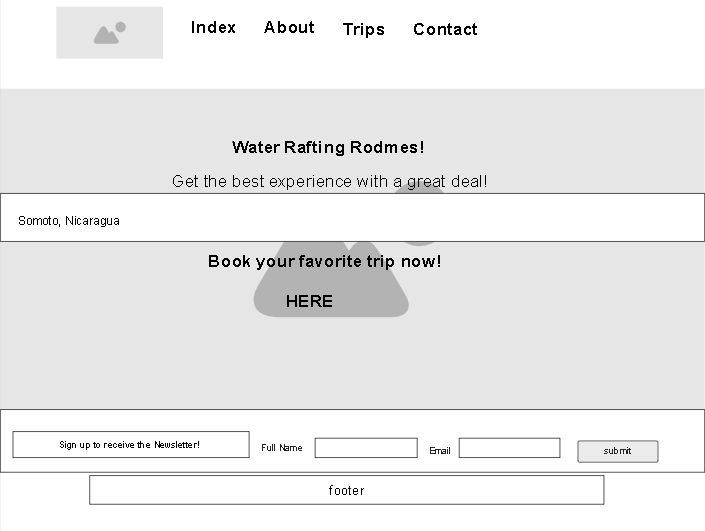 Index About Trips Contact
Water Rafting Rodmes!
Get the best experience with a great deal!
Somoto, Nicaragua
Book your favorite trip now!
HERE
Sign up to receive the Newsletter! Full Name Email submit
footer